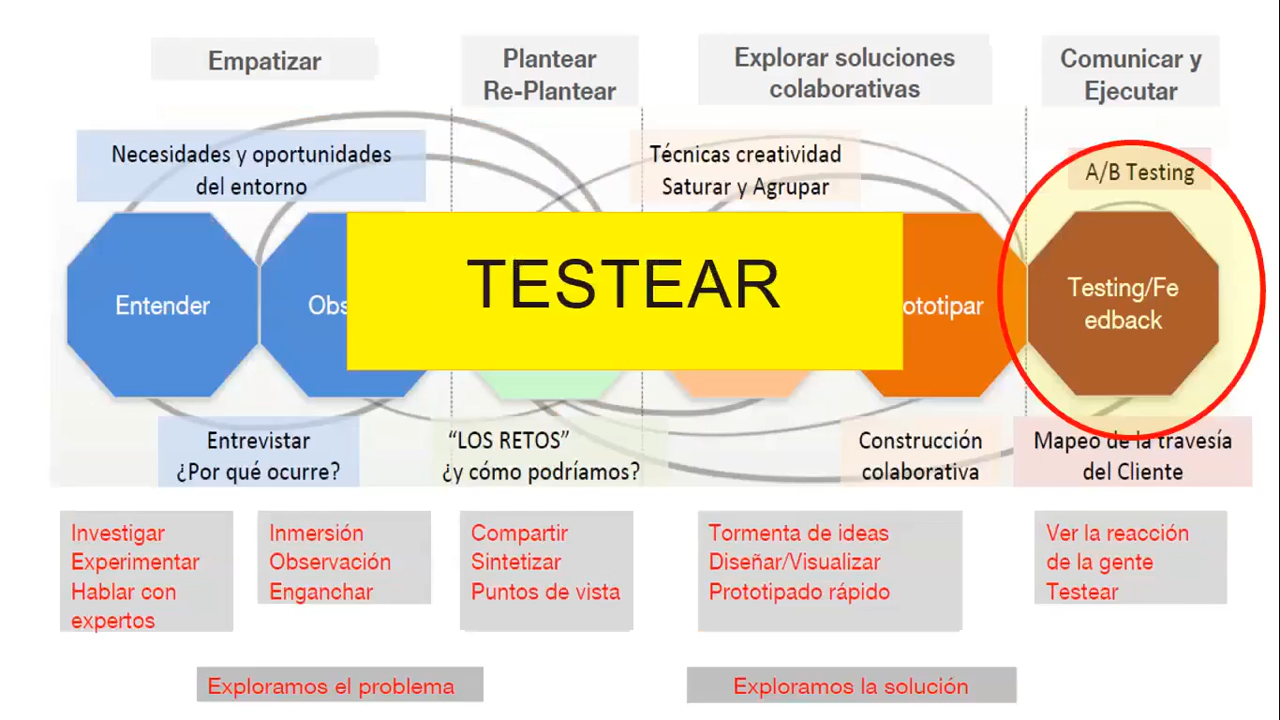 Empatizar
Plantear
Re-Plantear
Explorar soluciones
colaborativas
Comunicar y
Ejecutar
Necesidades y oportunidades
del entorno
Técnicas creatividad
Saturar y Agrupar
A/B Testing
Entender
Obs
TESTEAR
ototipar
Testing/Fe
edback
Entrevistar
¿Por qué ocurre?
“LOS RETOS”
¿y cómo podríamos?
Construcción
colaborativa
Mapeo de la travesía
del Cliente
Investigar
Experimentar
Hablar con
expertos
Inmersión
Observación
Enganchar
Compartir
Sintetizar
Puntos de vista
Tormenta de ideas
Diseñar/Visualizar
Prototipado rápido
Ver la reacción
de la gente
Testear
Exploramos el problema
Exploramos la solución